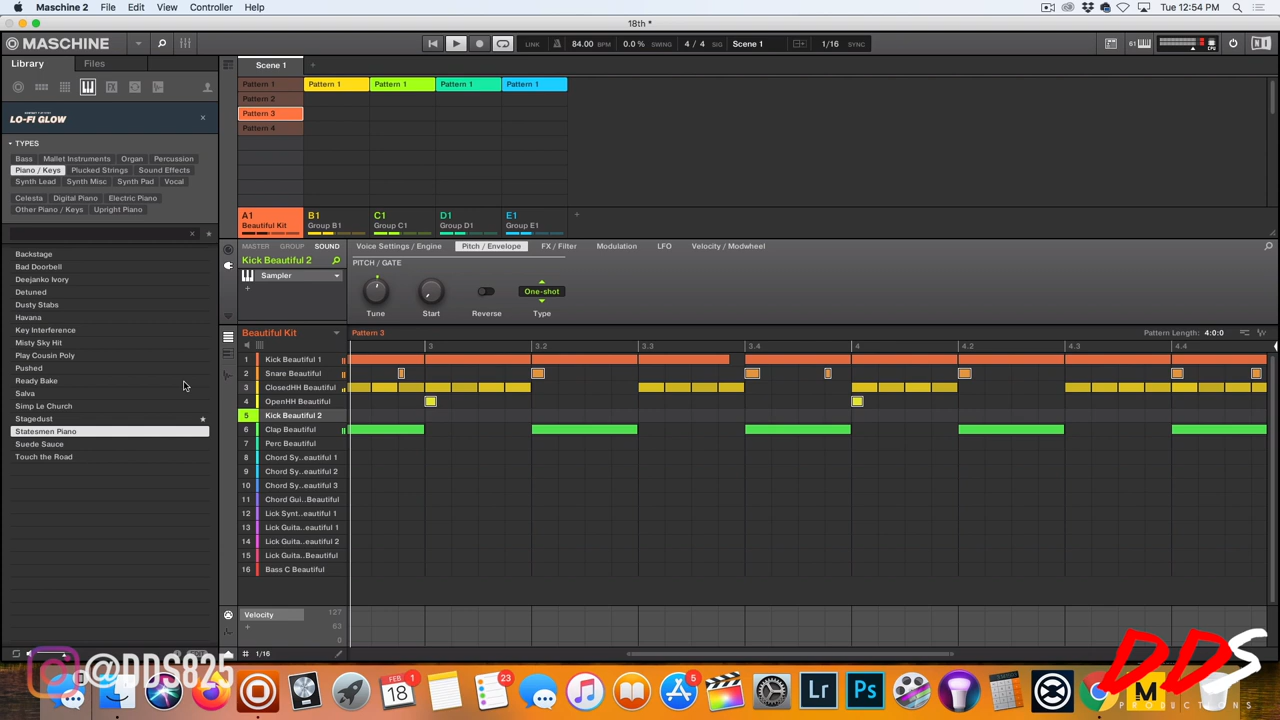 Maschine 2 File Edit View Controller Help Tue 12:54 PM
18th *
MASCHINE LINK 84.00 BPM 0.0 % SWING 4 / 4 SIG Scene 1 1/16 SYNC 61
Library Files Scene 1 +
Pattern 1 Pattern 1 Pattern 1 Pattern 1 Pattern 1
Pattern 2
Pattern 3
Pattern 4
LO-FI GLOW ×
TYPES
Bass Mallet Instruments Organ Percussion
Piano / Keys Plucked Strings Sound Effects
Synth Lead Synth Misc Synth Pad Vocal
Celesta Digital Piano Electric Piano
Other Piano / Keys Upright Piano
A1 B1 C1 D1 E1 +
Beautiful Kit Group B1 Group C1 Group D1 Group E1
Backstage
Bad Doorbell
Deejanko Ivory
Detuned
Dusty Stabs
Havana
Key Interference
Misty Sky Hit
Play Cousin Poly
Pushed
Ready Bake
Salva
Simp Le Church
Stagedust
Statesmen Piano
Suede Sauce
Touch the Road
MASTER GROUP SOUND Voice Settings / Engine Pitch / Envelope FX / Filter Modulation LFO Velocity / Modwheel
Kick Beautiful 2 PITCH / GATE
Sampler
+
One-shot
Tune Start Reverse Type
Beautiful Kit Pattern 3 Pattern Length: 4:0:0
3 3.2 3.3 3.4 4 4.2 4.3 4.4
1 Kick Beautiful 1
2 Snare Beautiful
3 ClosedHH Beautiful
4 OpenHH Beautiful
5 Kick Beautiful 2
6 Clap Beautiful
7 Perc Beautiful
8 Chord Sy..eautiful 1
9 Chord Sy..eautiful 2
10 Chord Sy..eautiful 3
11 Chord Gui..Beautiful
12 Lick Synt..eautiful 1
13 Lick Guita..eautiful 1
14 Lick Guita..eautiful 2
15 Lick Guita..Beautiful
16 Bass C Beautiful
Velocity 127
+ 63
0
1/16
@DDS825
DDS
PRODUCTIONS
FEB 18 1 23 5 Lr Ps M